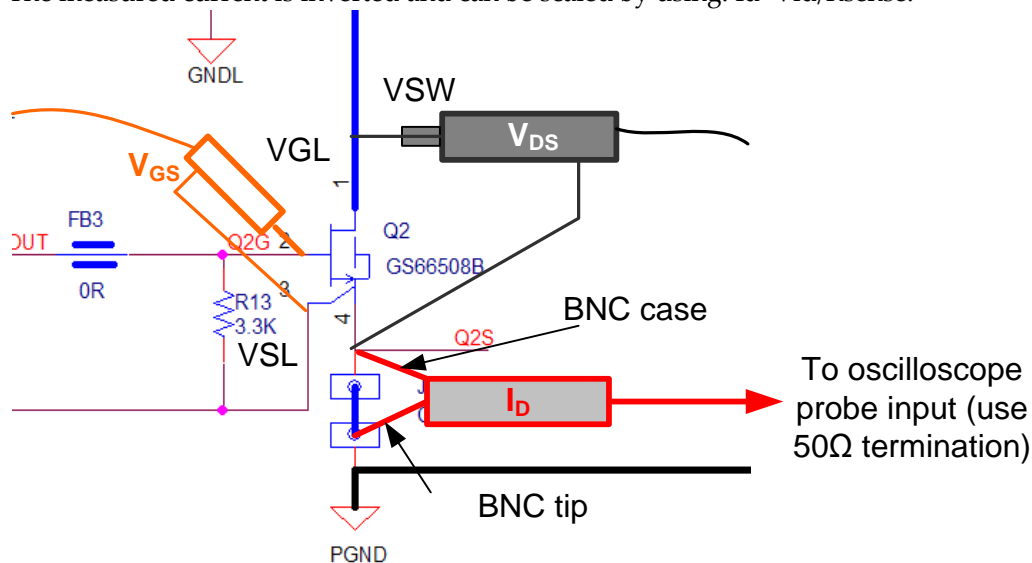 GNDL
VSW
VDS
VGL
VGS
1
FB3
OUT
Q2G
2
Q2
GS66508B
0R
3
R13
3.3K
4
BNC case
VSL
Q2S
ID
To oscilloscope
probe input (use
50Ω termination)
BNC tip
PGND